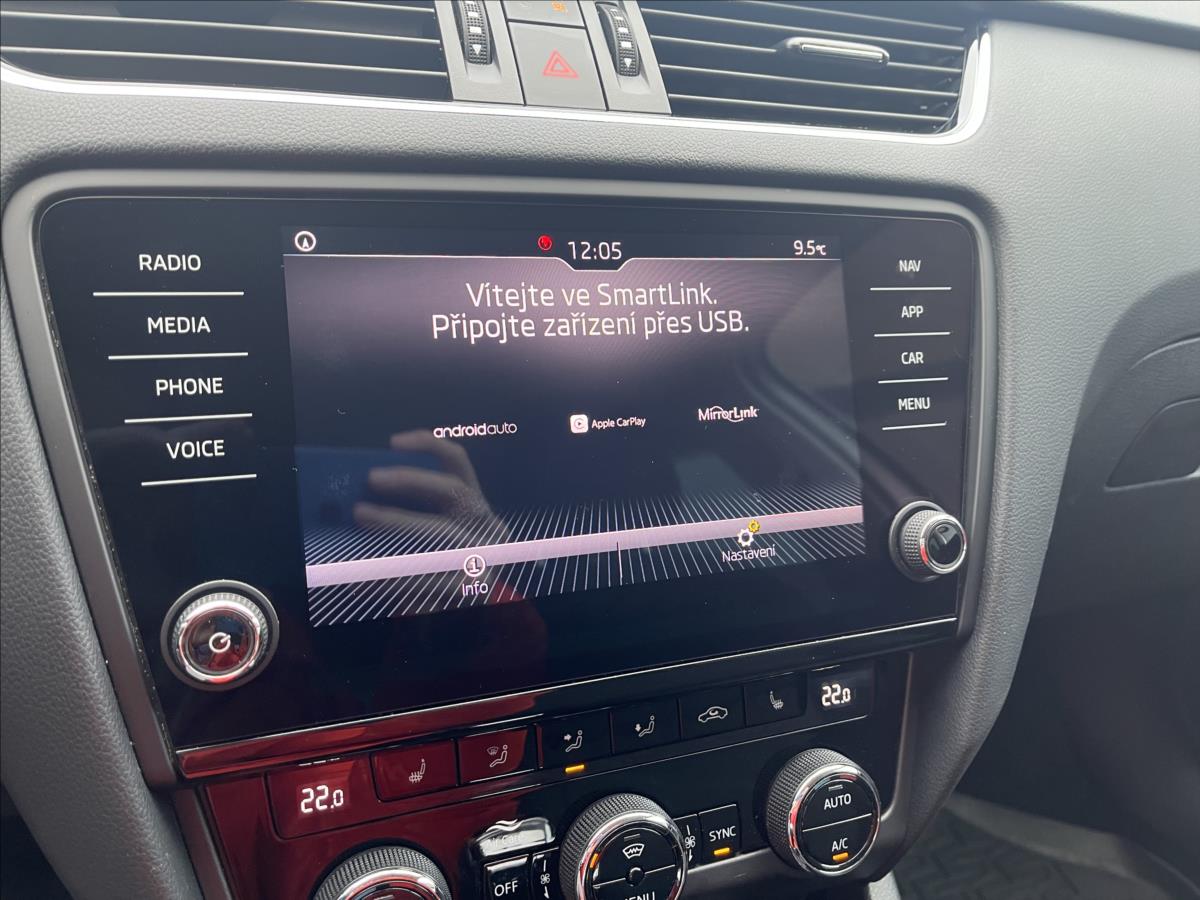 12:05
9.5°C
Vítejte ve SmartLink.
Připojte zařízení přes USB.
androidauto
Apple CarPlay
MirrorLink
Info
Nastavení
RADIO
MEDIA
PHONE
VOICE
NAV
APP
CAR
MENU
22.0
22.0
OFF
SYNC
MENU
AUTO
A/C